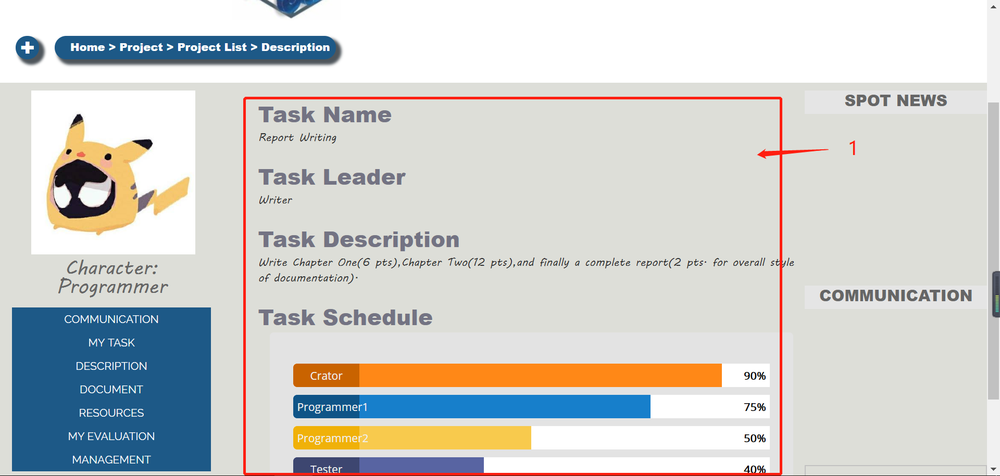 Home > Project > Project List > Description
Character:
Programmer
COMMUNICATION
MY TASK
DESCRIPTION
DOCUMENT
RESOURCES
MY EVALUATION
MANAGEMENT
Task Name
Report Writing
Task Leader
Writer
Task Description
Write Chapter One(6 pts),Chapter Two(12 pts),and finally a complete report(2 pts. for overall style
of documentation).
Task Schedule
Crator 90%
Programmer1 75%
Programmer2 50%
Tester 40%
1
SPOT NEWS
COMMUNICATION